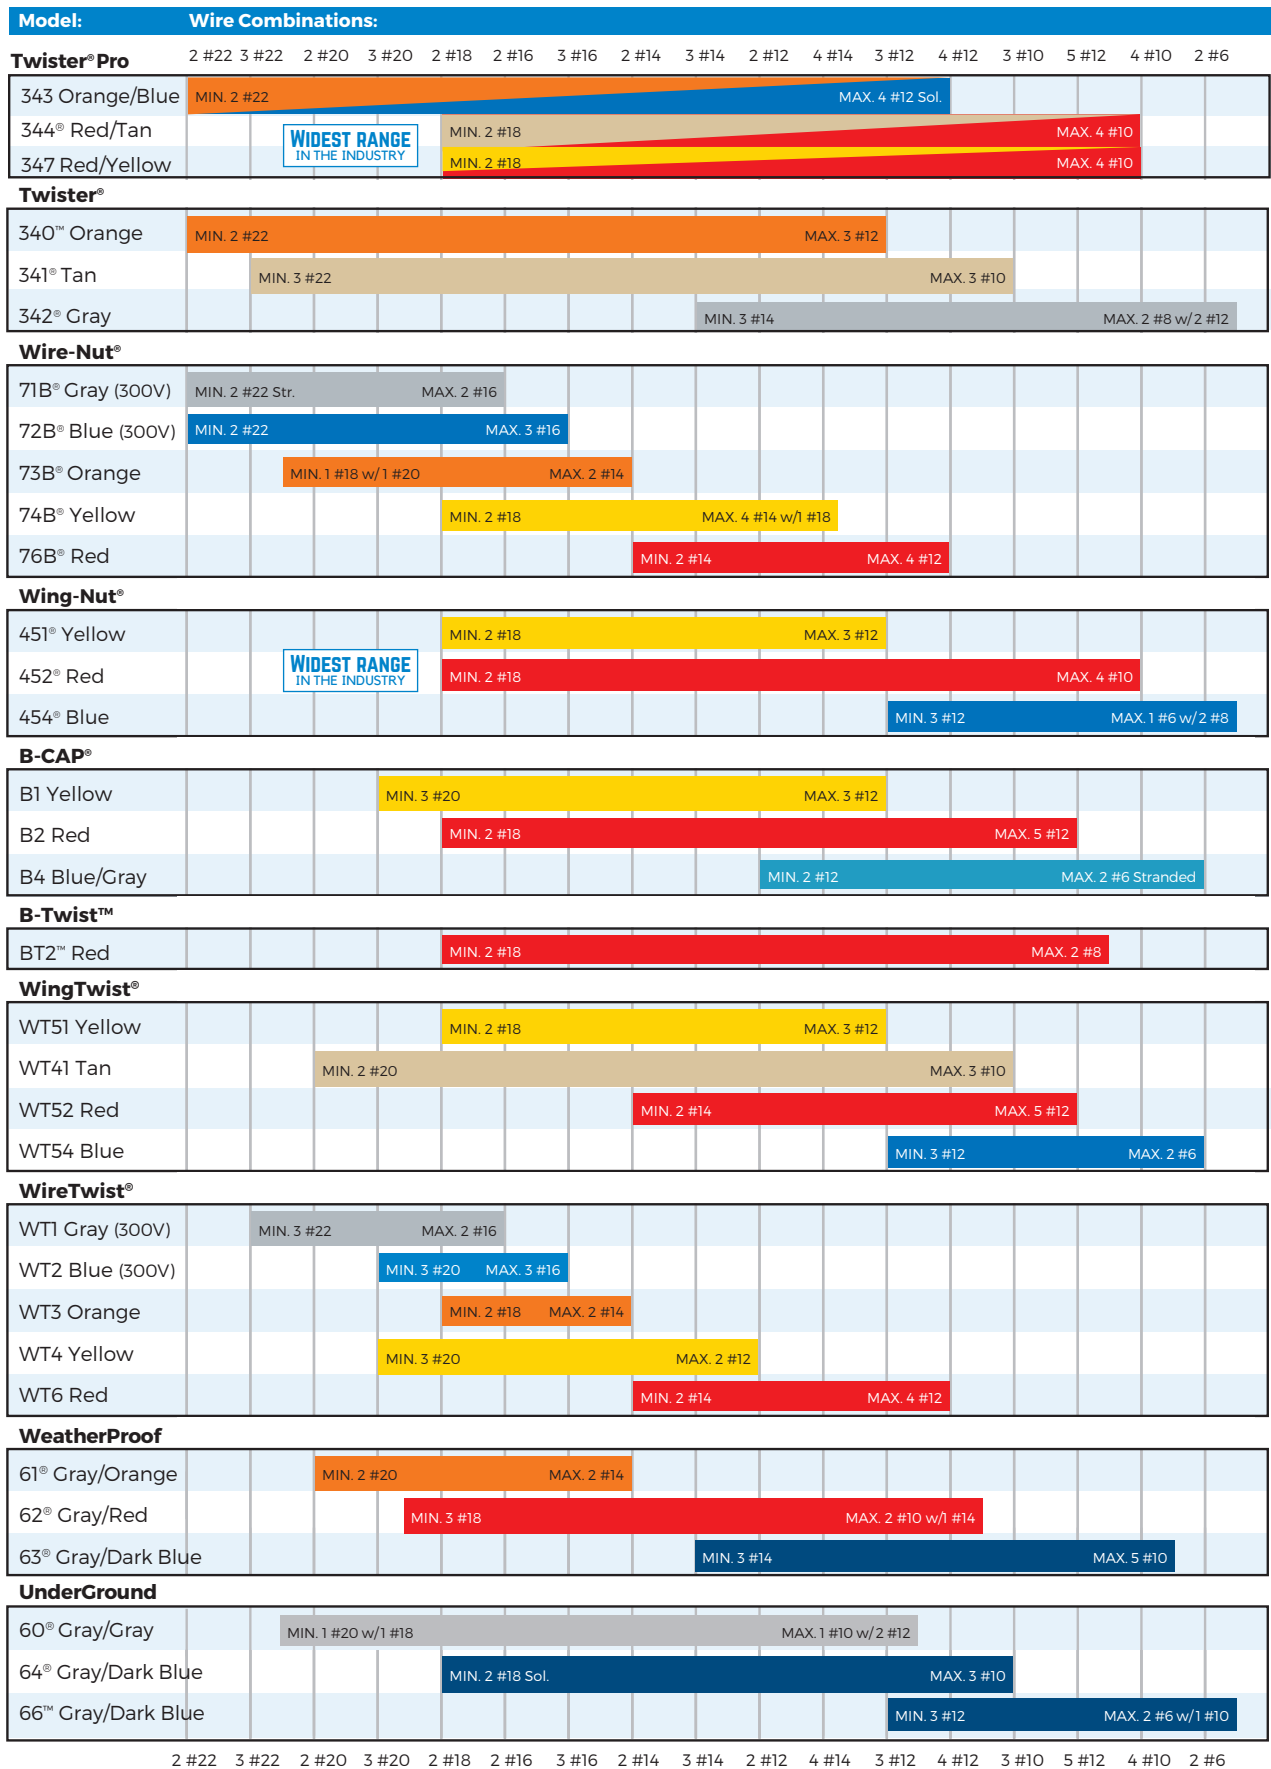 Model: Wire Combinations:
Twister®Pro 2 #22 3 #22 2 #20 3 #20 2 #18 2 #16 3 #16 2 #14 3 #14 2 #12 4 #14 3 #12 4 #12 3 #10 5 #12 4 #10 2 #6
343 Orange/Blue MIN. 2 #22 MAX. 4 #12 Sol.
344® Red/Tan MIN. 2 #18 MAX. 4 #10
WIDEST RANGE
IN THE INDUSTRY
347 Red/Yellow MIN. 2 #18 MAX. 4 #10
Twister®
340™ Orange MIN. 2 #22 MAX. 3 #12
341® Tan MIN. 3 #22 MAX. 3 #10
342® Gray MIN. 3 #14 MAX. 2 #8 w/ 2 #12
Wire-Nut®
71B® Gray (300V) MIN. 2 #22 Str. MAX. 2 #16
72B® Blue (300V) MIN. 2 #22 MAX. 3 #16
73B® Orange MIN. 1 #18 w/ 1 #20 MAX. 2 #14
74B® Yellow MIN. 2 #18 MAX. 4 #14 w/1 #18
76B® Red MIN. 2 #14 MAX. 4 #12
Wing-Nut®
451® Yellow MIN. 2 #18 MAX. 3 #12
WIDEST RANGE
IN THE INDUSTRY
452® Red MIN. 2 #18 MAX. 4 #10
454® Blue MIN. 3 #12 MAX. 1 #6 w/ 2 #8
B-CAP®
B1 Yellow MIN. 3 #20 MAX. 3 #12
B2 Red MIN. 2 #18 MAX. 5 #12
B4 Blue/Gray MIN. 2 #12 MAX. 2 #6 Stranded
B-Twist™
BT2™ Red MIN. 2 #18 MAX. 2 #8
WingTwist®
WT51 Yellow MIN. 2 #18 MAX. 3 #12
WT41 Tan MIN. 2 #20 MAX. 3 #10
WT52 Red MIN. 2 #14 MAX. 5 #12
WT54 Blue MIN. 3 #12 MAX. 2 #6
WireTwist®
WT1 Gray (300V) MIN. 3 #22 MAX. 2 #16
WT2 Blue (300V) MIN. 3 #20 MAX. 3 #16
WT3 Orange MIN. 2 #18 MAX. 2 #14
WT4 Yellow MIN. 3 #20 MAX. 2 #12
WT6 Red MIN. 2 #14 MAX. 4 #12
WeatherProof
61® Gray/Orange MIN. 2 #20 MAX. 2 #14
62® Gray/Red MIN. 3 #18 MAX. 2 #10 w/1 #14
63® Gray/Dark Blue MIN. 3 #14 MAX. 5 #10
UnderGround
60® Gray/Gray MIN. 1 #20 w/1 #18 MAX. 1 #10 w/ 2 #12
64® Gray/Dark Blue MIN. 2 #18 Sol. MAX. 3 #10
66™ Gray/Dark Blue MIN. 3 #12 MAX. 2 #6 w/1 #10
2 #22 3 #22 2 #20 3 #20 2 #18 2 #16 3 #16 2 #14 3 #14 2 #12 4 #14 3 #12 4 #12 3 #10 5 #12 4 #10 2 #6